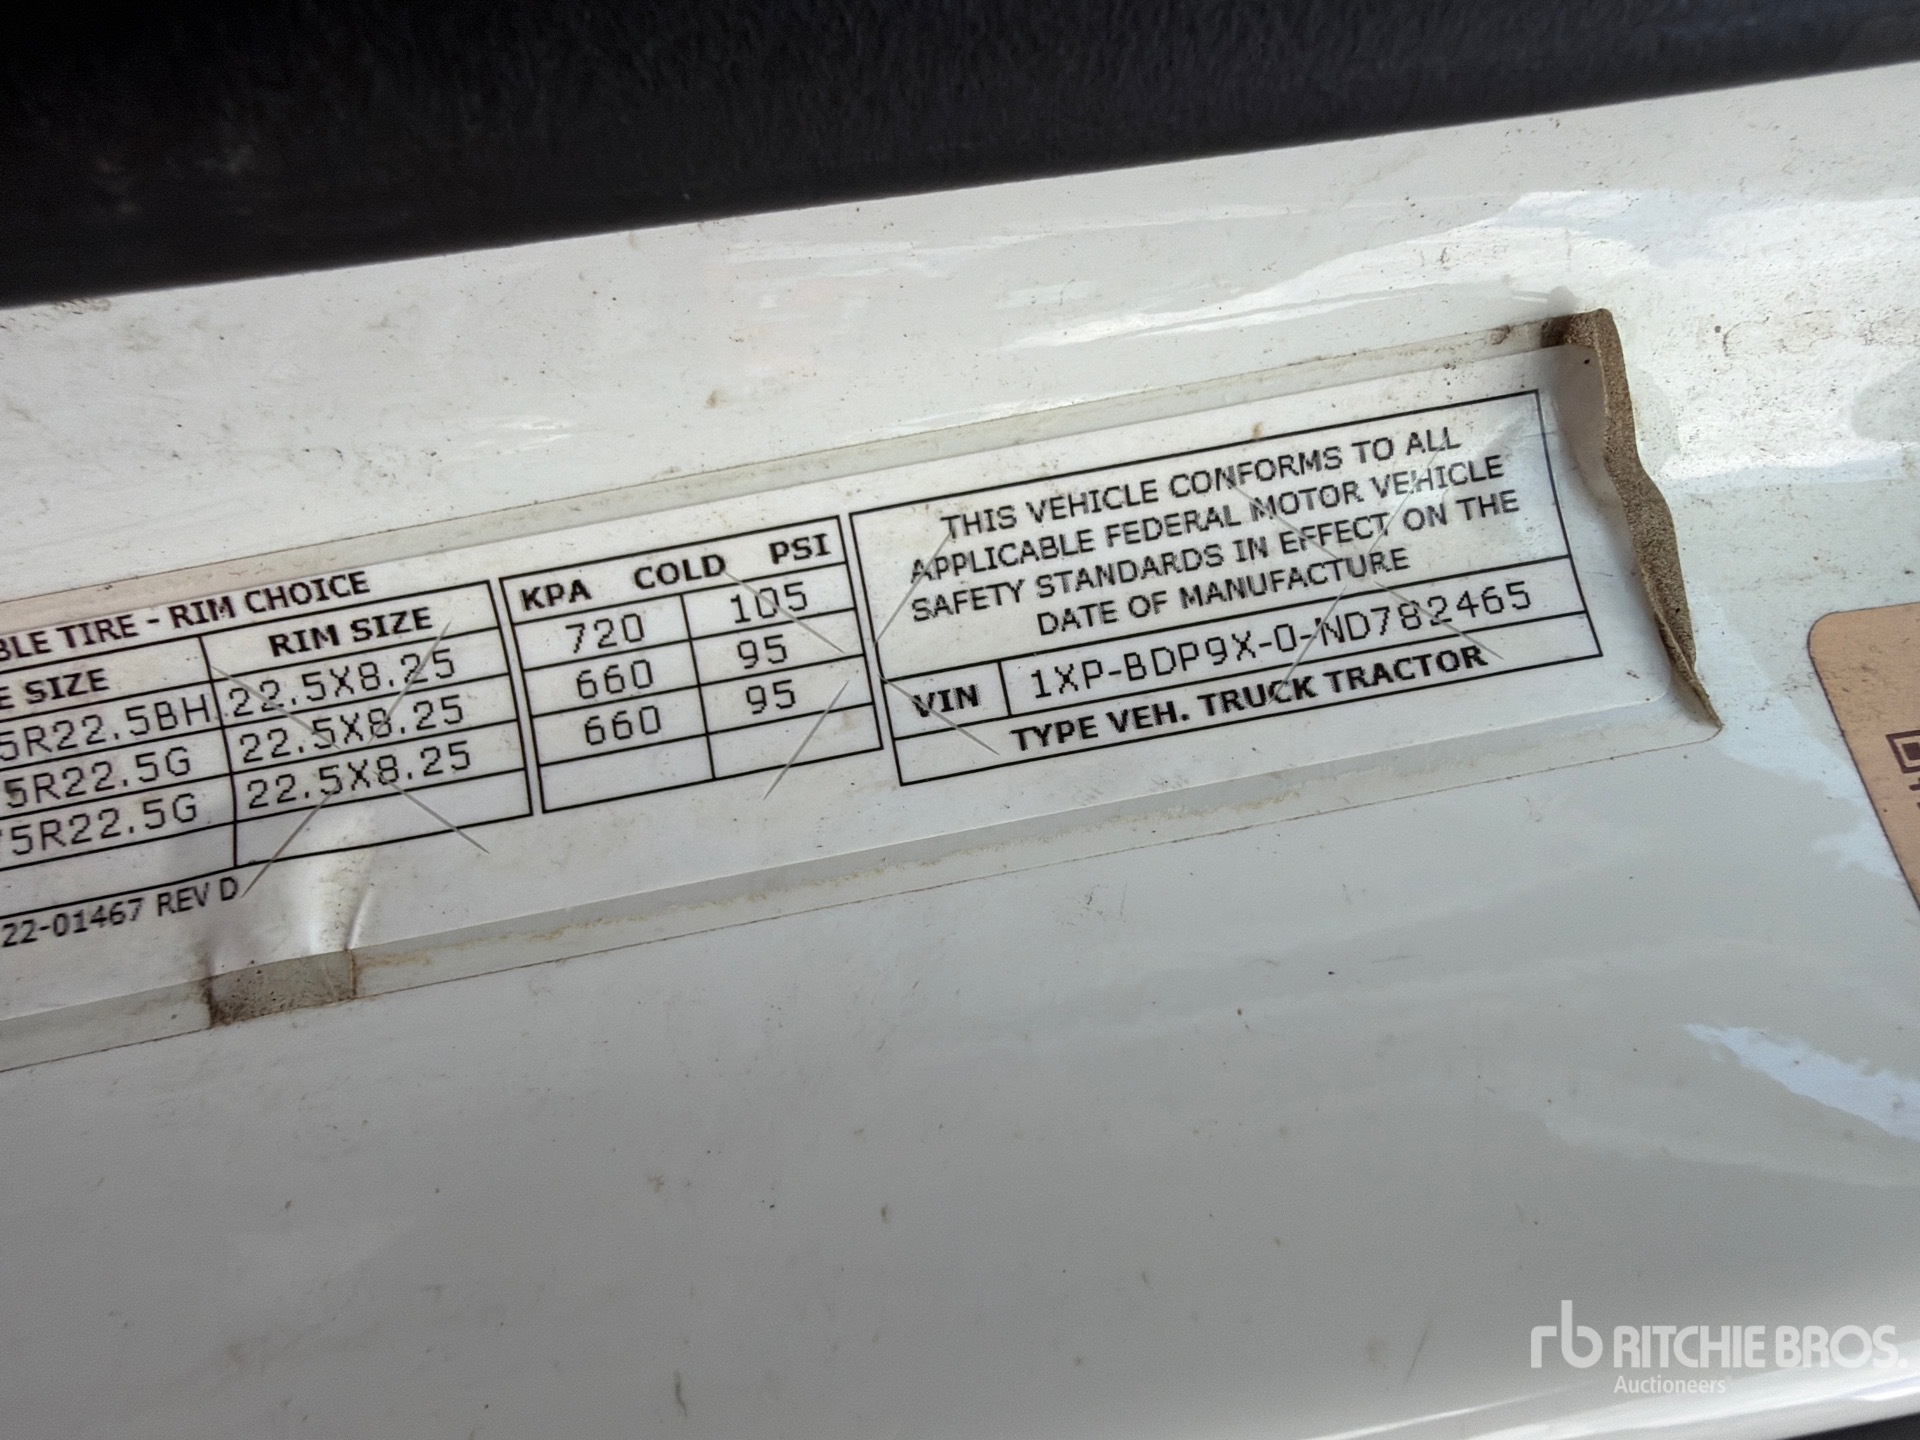 BLE TIRE - RIM CHOICE
E SIZE RIM SIZE
5R22.5BH 22.5X8.25
5R22.5G 22.5X8.25
75R22.5G 22.5X8.25
22-01467 REV D
KPA COLD PSI
720 105
660 95
660 95
THIS VEHICLE CONFORMS TO ALL
APPLICABLE FEDERAL MOTOR VEHICLE
SAFETY STANDARDS IN EFFECT ON THE
DATE OF MANUFACTURE
VIN 1XP-BDP9X-0-ND782465
TYPE VEH. TRUCK TRACTOR
rb RITCHIE BROS.
Auctioneers